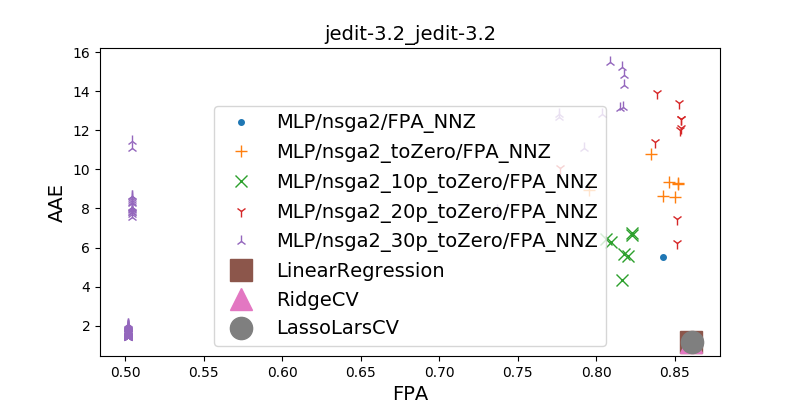 jedit-3.2_jedit-3.2
16
14
12
10
8
6
4
2
AAE
MLP/nsga2/FPA_NNZ
MLP/nsga2_toZero/FPA_NNZ
MLP/nsga2_10p_toZero/FPA_NNZ
MLP/nsga2_20p_toZero/FPA_NNZ
MLP/nsga2_30p_toZero/FPA_NNZ
LinearRegression
RidgeCV
LassoLarsCV
0.50 0.55 0.60 0.65 0.70 0.75 0.80 0.85
FPA